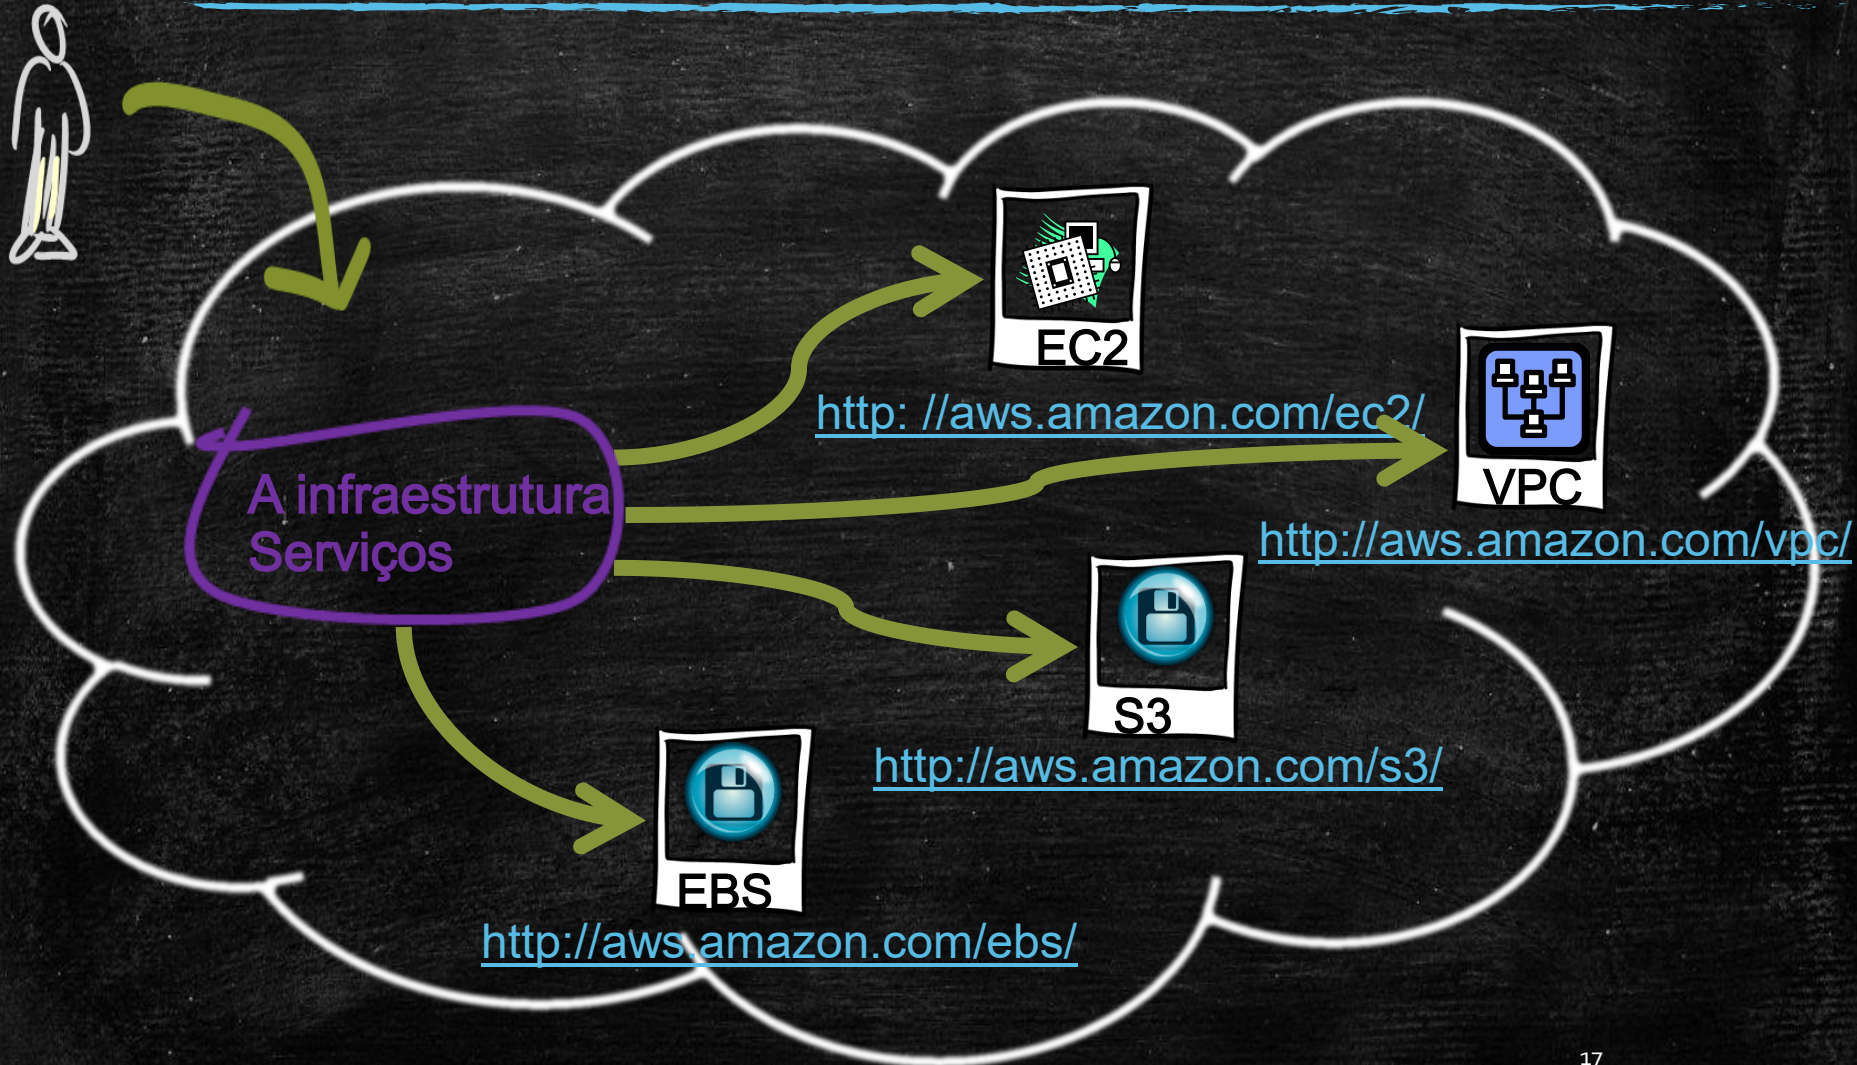 EC2
http: //aws.amazon.com/ec2/
VPC
http://aws.amazon.com/vpc/
A infraestrutura
Serviços
S3
http://aws.amazon.com/s3/
EBS
http://aws.amazon.com/ebs/
17